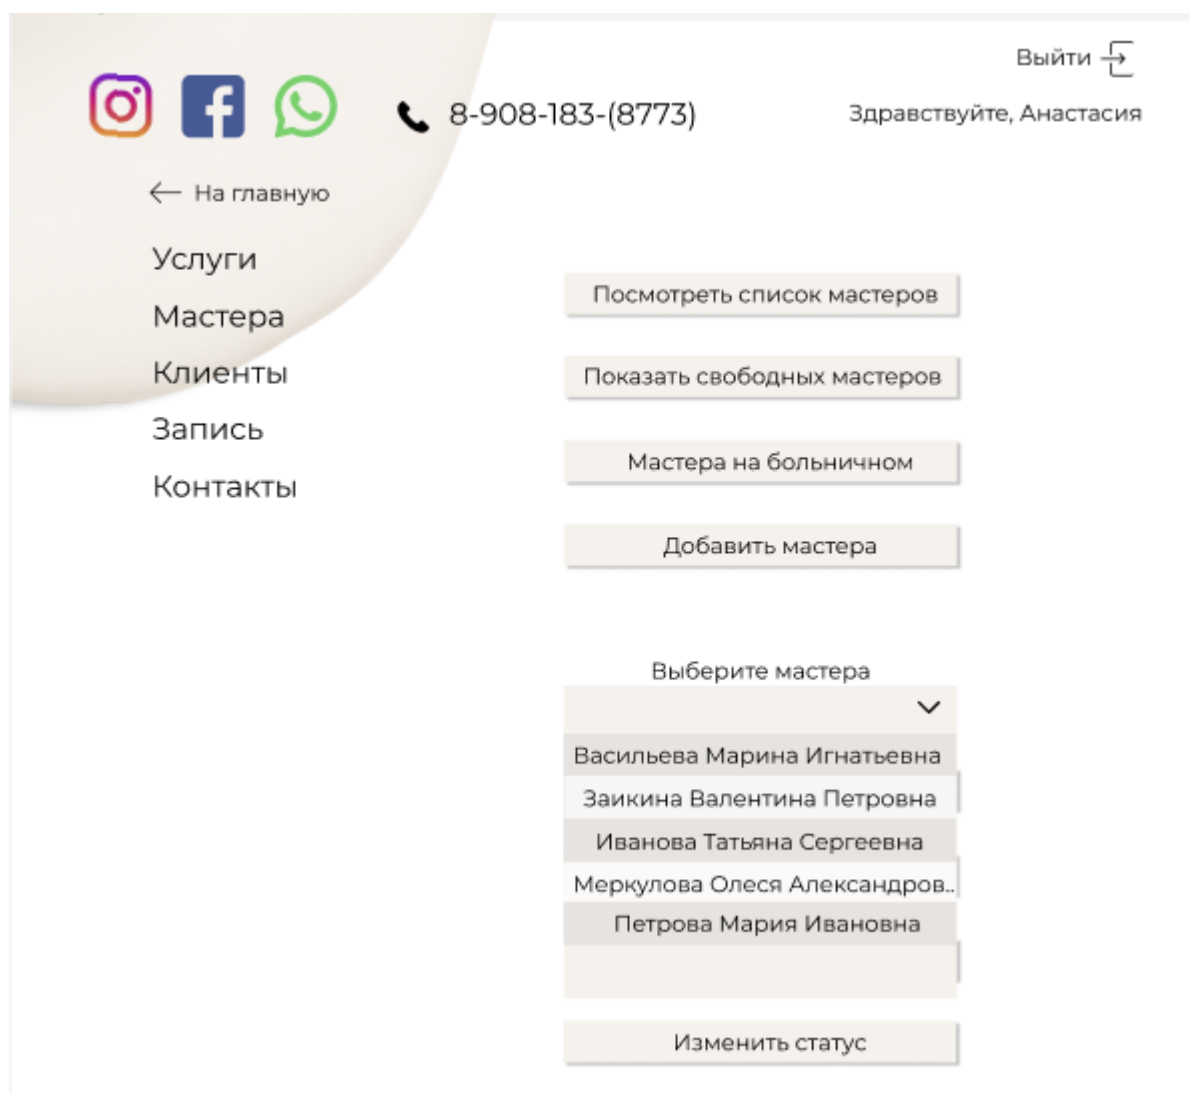 Выйти
8-908-183-(8773)
Здравствуйте, Анастасия
На главную
Услуги
Мастера
Клиенты
Запись
Контакты
Посмотреть список мастеров
Показать свободных мастеров
Мастера на больничном
Добавить мастера
Выберите мастера
Васильева Марина Игнатьевна
Заикина Валентина Петровна
Иванова Татьяна Сергеевна
Меркулова Олеся Александров..
Петрова Мария Ивановна
Изменить статус